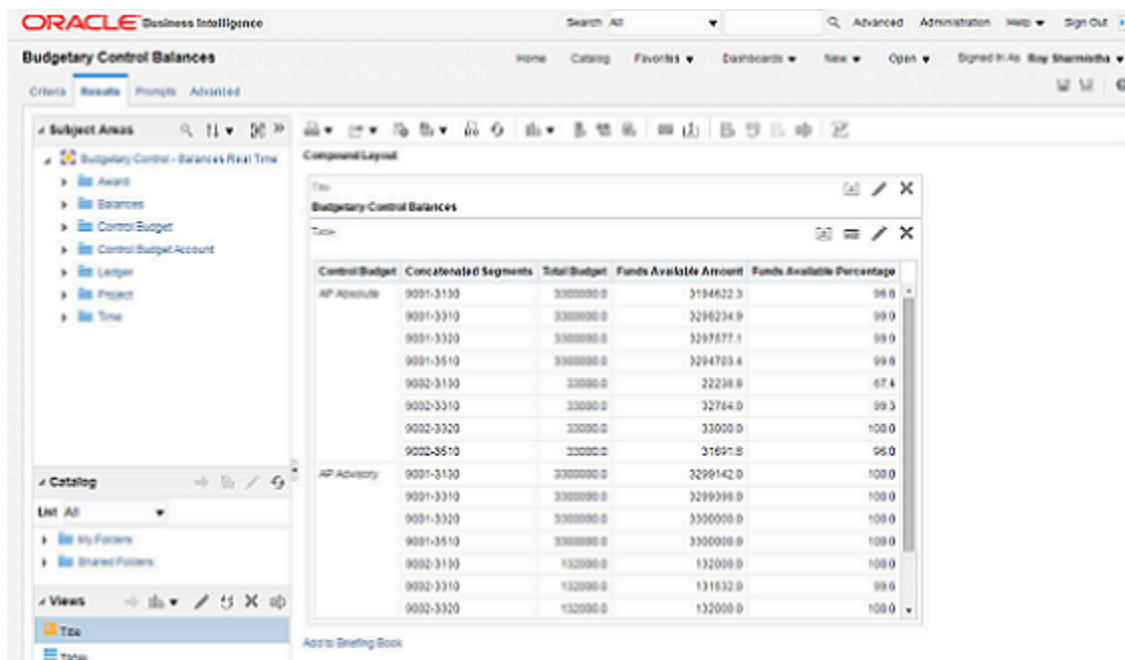 ORACLE Business Intelligence Search All Advanced Administration Help Sign Out
Budgetary Control Balances Home Catalog Favorites Dashboards New Open Signed In As Roy Sharmistha
Criteria Results Prompts Advanced
Subject Areas
Budgetary Control - Balances Real Time
Award
Balances
Control Budget
Control Budget Account
Ledger
Project
Time
Catalog
List All
My Folders
Shared Folders
Views
Title
Table
Compound Layout
Title
Budgetary Control Balances
Table
Control Budget Concatenated Segments Total Budget Funds Available Amount Funds Available Percentage
AP Absolute 9001-3130 3300000.0 3194622.3 96.8
9001-3310 3300000.0 3296234.9 99.9
9001-3320 3300000.0 3297677.1 99.9
9001-3510 3300000.0 3294703.4 99.8
9002-3130 33000.0 22238.8 67.4
9002-3310 33000.0 32764.0 99.3
9002-3320 33000.0 33000.0 100.0
9002-3510 33000.0 31691.8 96.0
AP Advisory 9001-3130 3300000.0 3299142.0 100.0
9001-3310 3300000.0 3299398.0 100.0
9001-3320 3300000.0 3300000.0 100.0
9001-3510 3300000.0 3300000.0 100.0
9002-3130 132000.0 132000.0 100.0
9002-3310 132000.0 131532.0 99.6
9002-3320 132000.0 132000.0 100.0
Add to Briefing Book